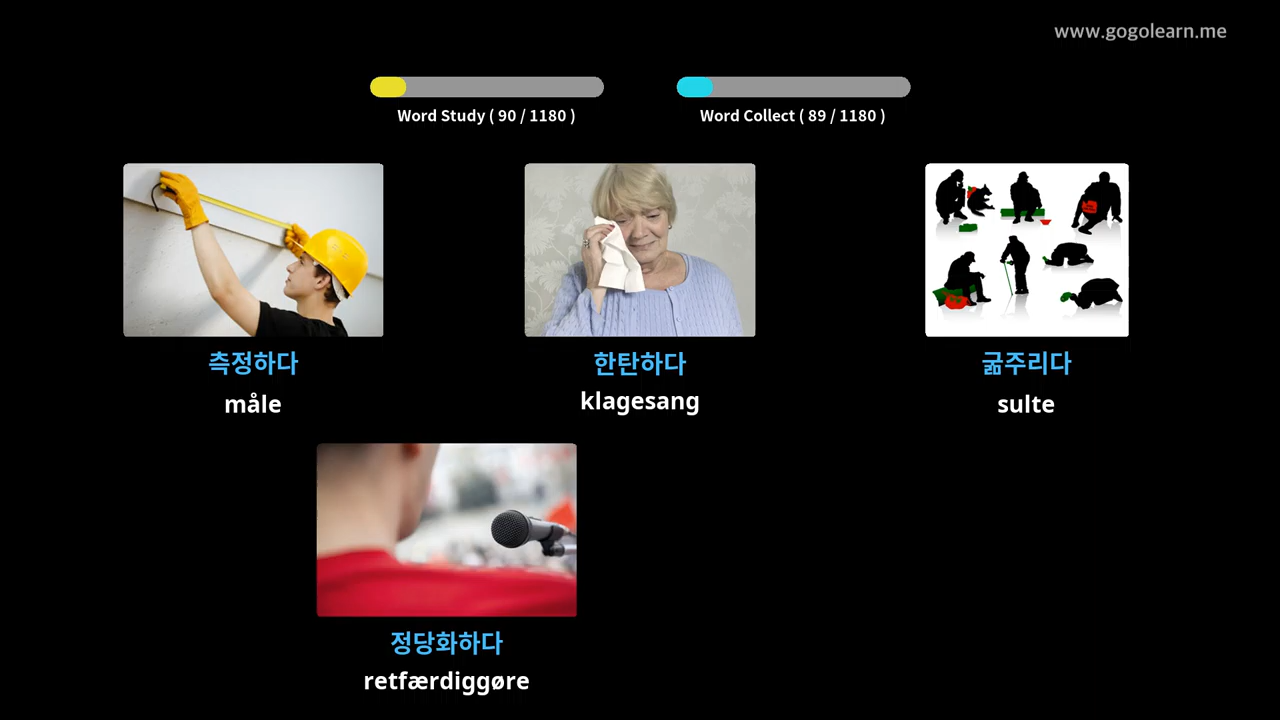 www.gogolearn.me
Word Study ( 90 / 1180 )
Word Collect ( 89 / 1180 )
측정하다
måle
한탄하다
klagesang
굶주리다
sulte
정당화하다
retfærdiggøre